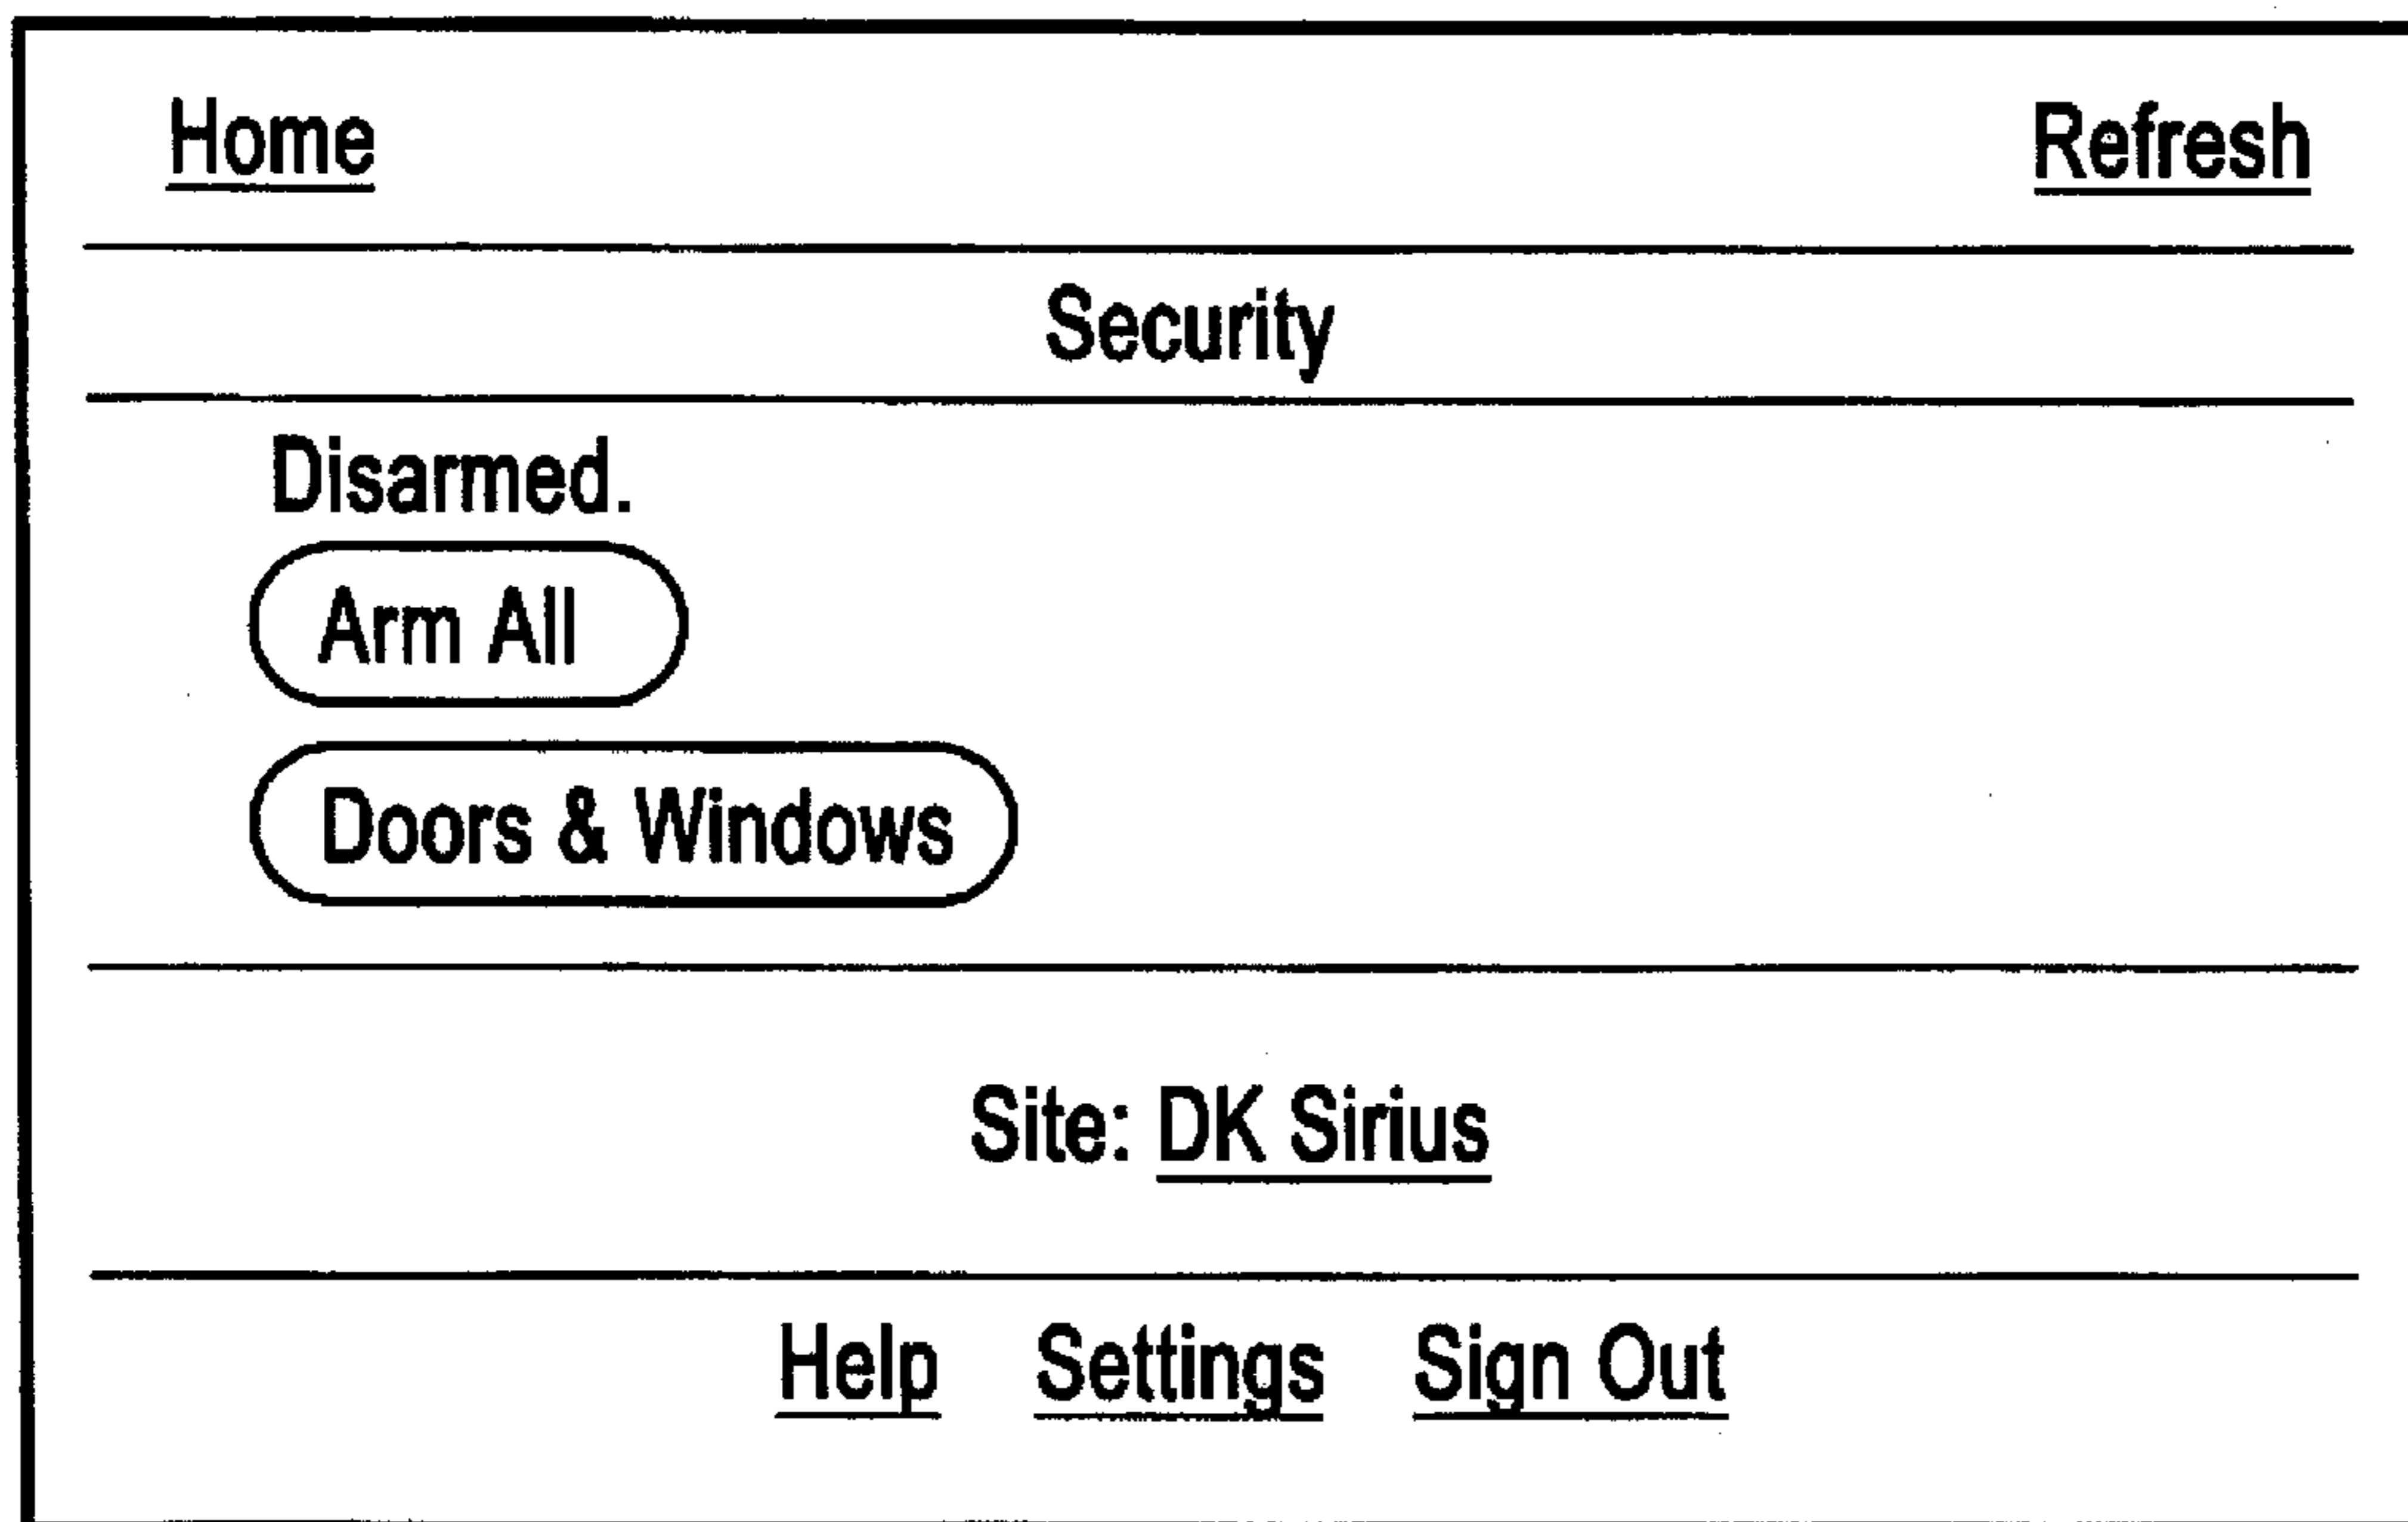 Home Refresh
Security
Disarmed.
Arm All
Doors & Windows
Site: DK Sirius
Help Settings Sign Out